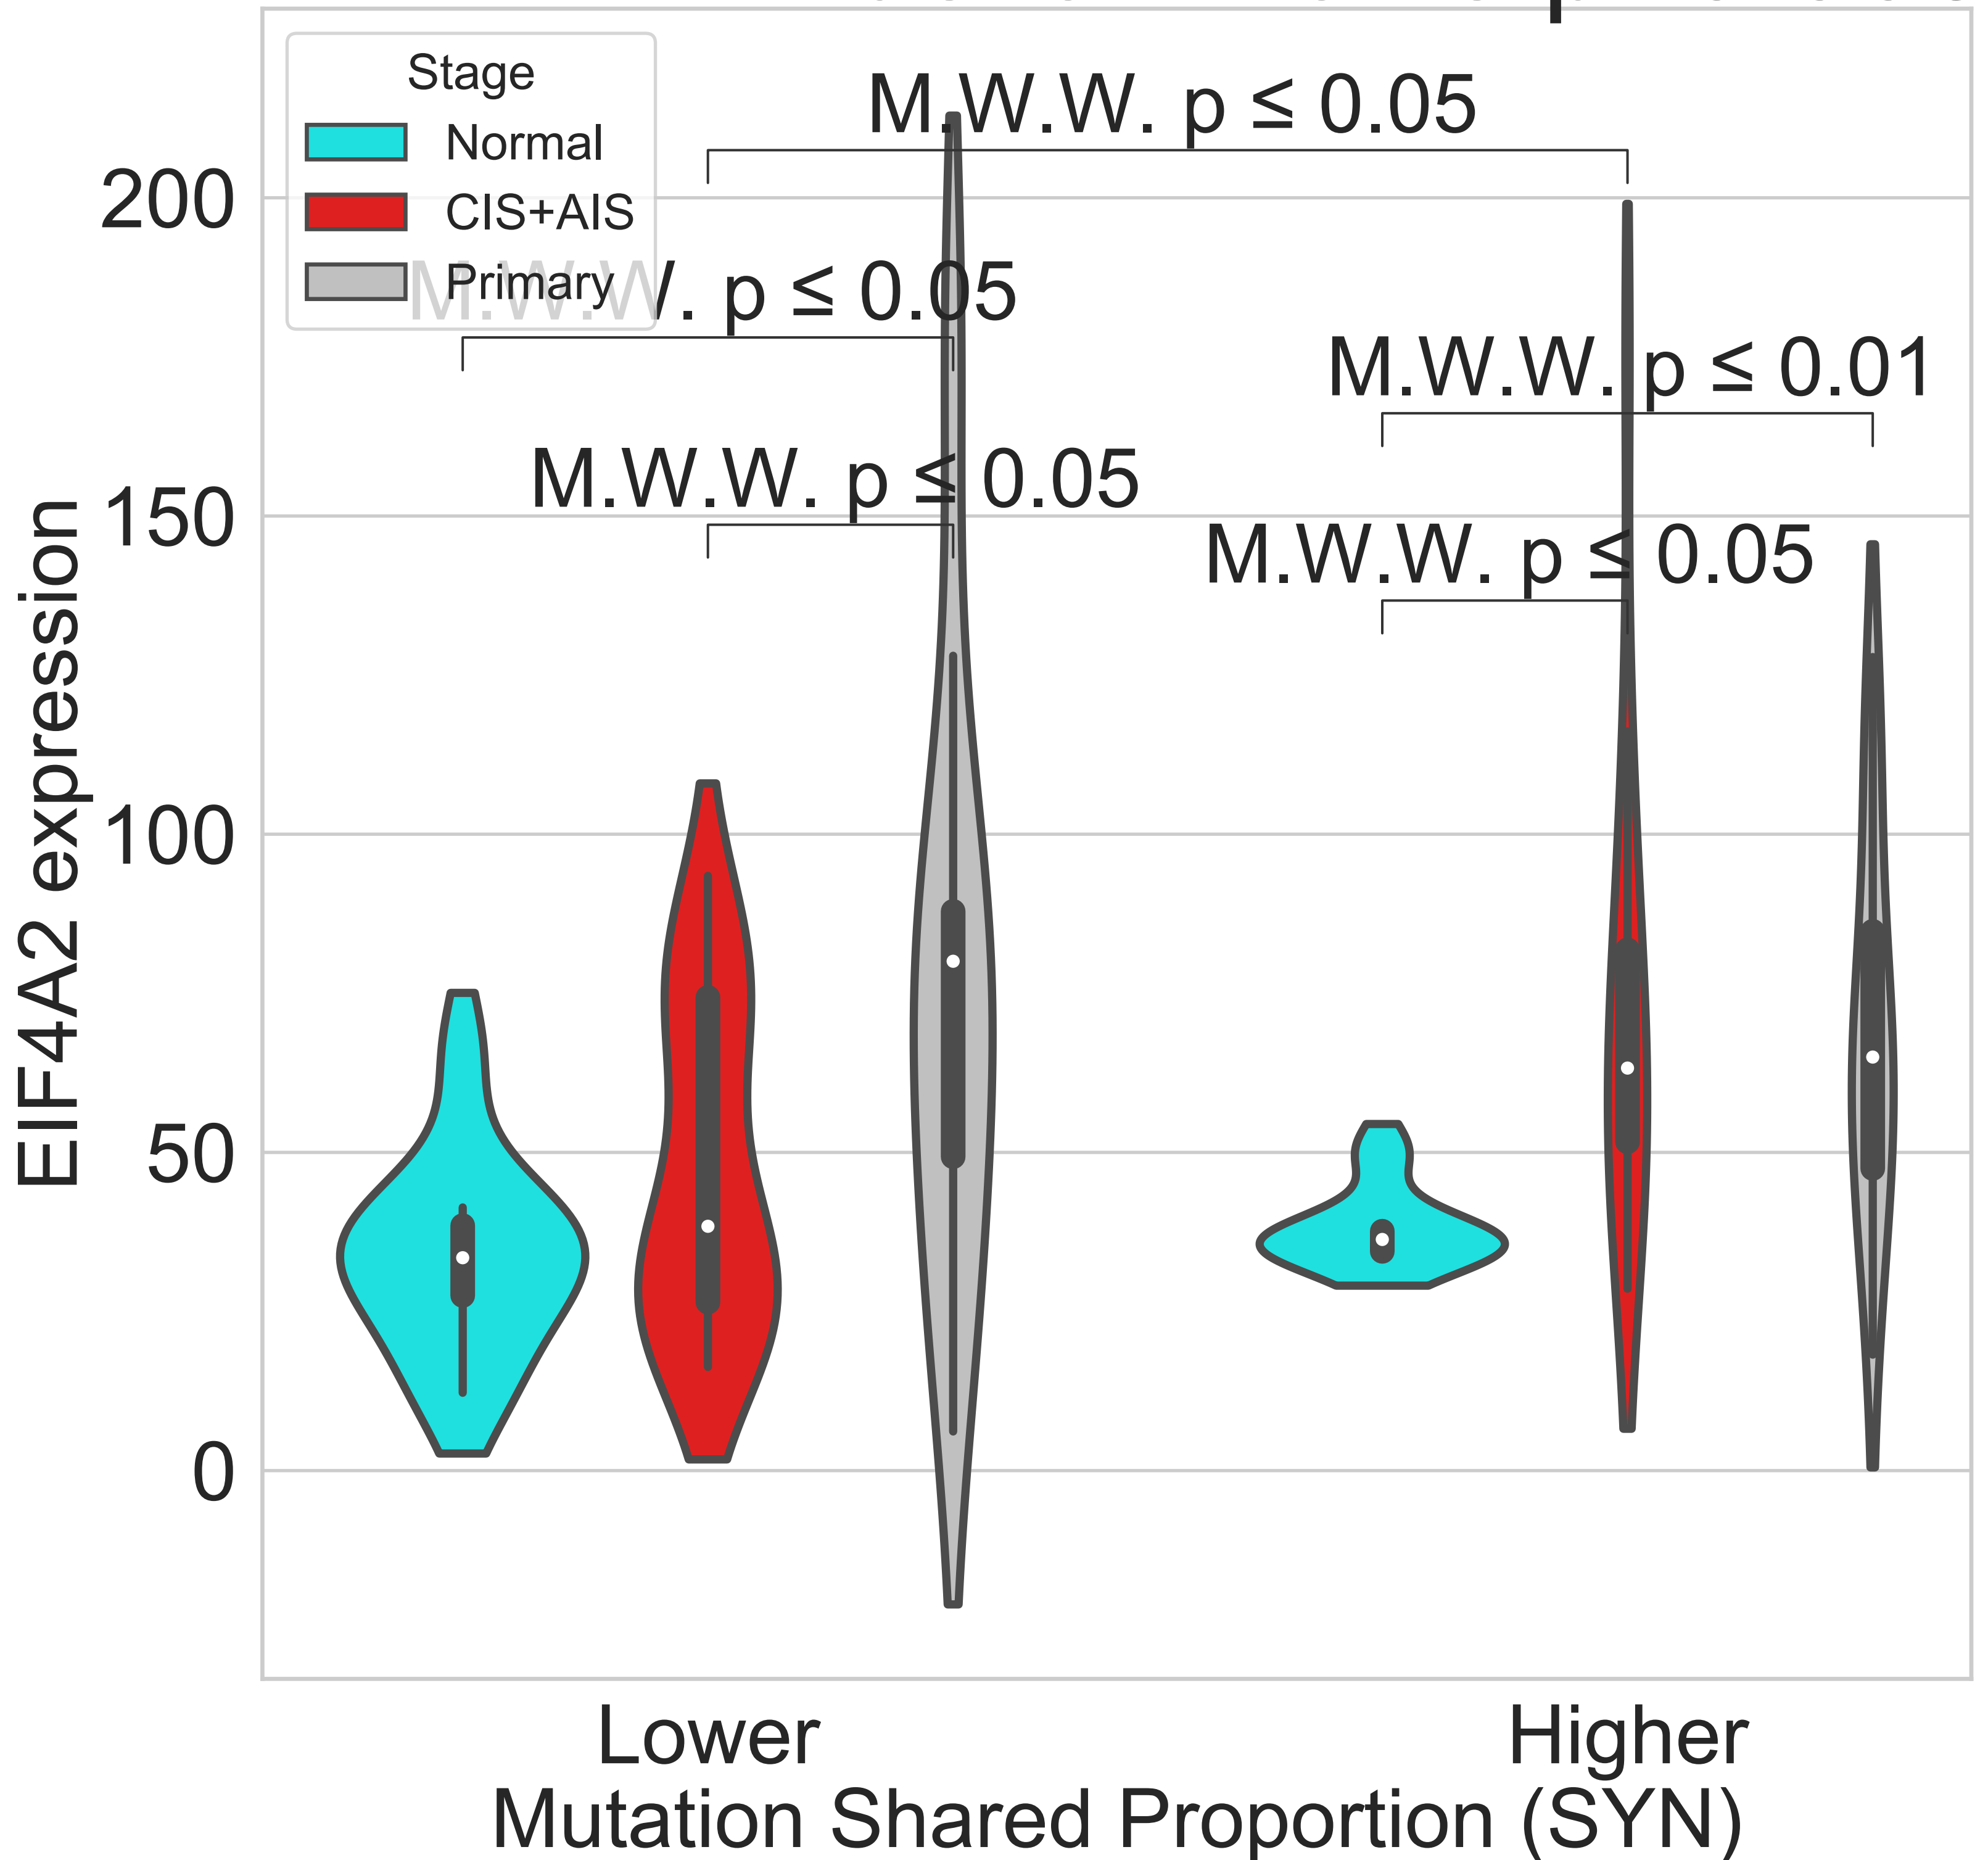 Stage
Normal
CIS+AIS
Primary
M.W.W. p ≤ 0.05
M.W.W. p ≤ 0.05
M.W.W. p ≤ 0.01
M.W.W. p ≤ 0.05
M.W.W. p ≤ 0.05
EIF4A2 expression
200
150
100
50
0
Lower
Higher
Mutation Shared Proportion (SYN)